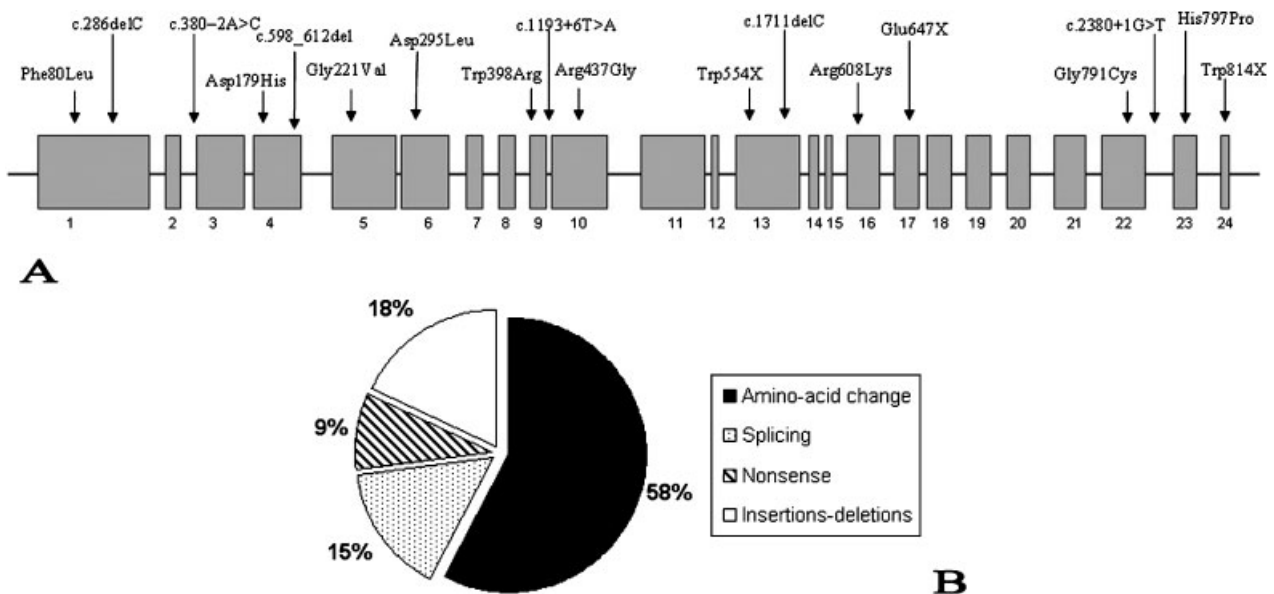 c.286delC
c.380−2A>C
c.598_612del
Asp295Leu
c.1193+6T>A
c.1711delC
Glu647X
c.2380+1G>T
His797Pro
Phe80Leu
Asp179His
Gly221Val
Trp398Arg
Arg437Gly
Trp554X
Arg608Lys
Gly791Cys
Trp814X
1 2 3 4 5 6 7 8 9 10 11 12 13 14 15 16 17 18 19 20 21 22 23 24
A
18%
9%
15%
58%
Amino-acid change
Splicing
Nonsense
Insertions-deletions
B